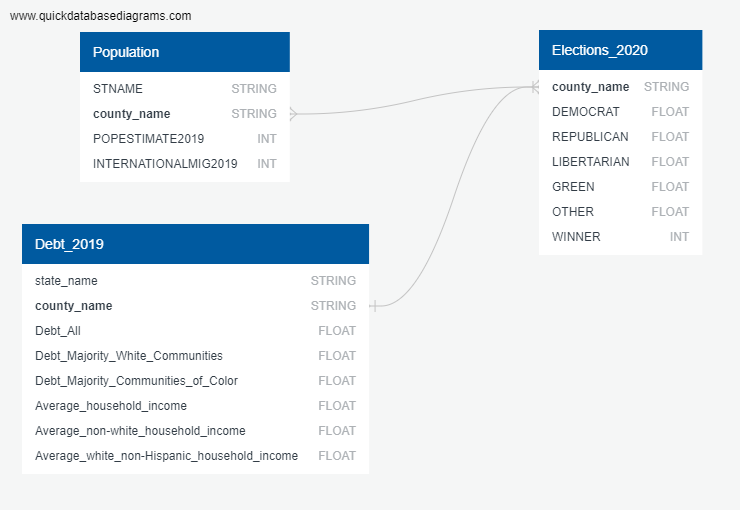 www.quickdatabasediagrams.com
Population
STNAME STRING
county_name STRING
POPESTIMATE2019 INT
INTERNATIONALMIG2019 INT
Elections_2020
county_name STRING
DEMOCRAT FLOAT
REPUBLICAN FLOAT
LIBERTARIAN FLOAT
GREEN FLOAT
OTHER FLOAT
WINNER INT
Debt_2019
state_name STRING
county_name STRING
Debt_All FLOAT
Debt_Majority_White_Communities FLOAT
Debt_Majority_Communities_of_Color FLOAT
Average_household_income FLOAT
Average_non-white_household_income FLOAT
Average_white_non-Hispanic_household_income FLOAT